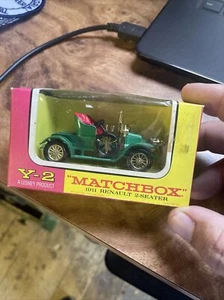 Y-2
A LESNEY PRODUCT
"MATCHBOX"
1911 RENAULT 2-SEATER